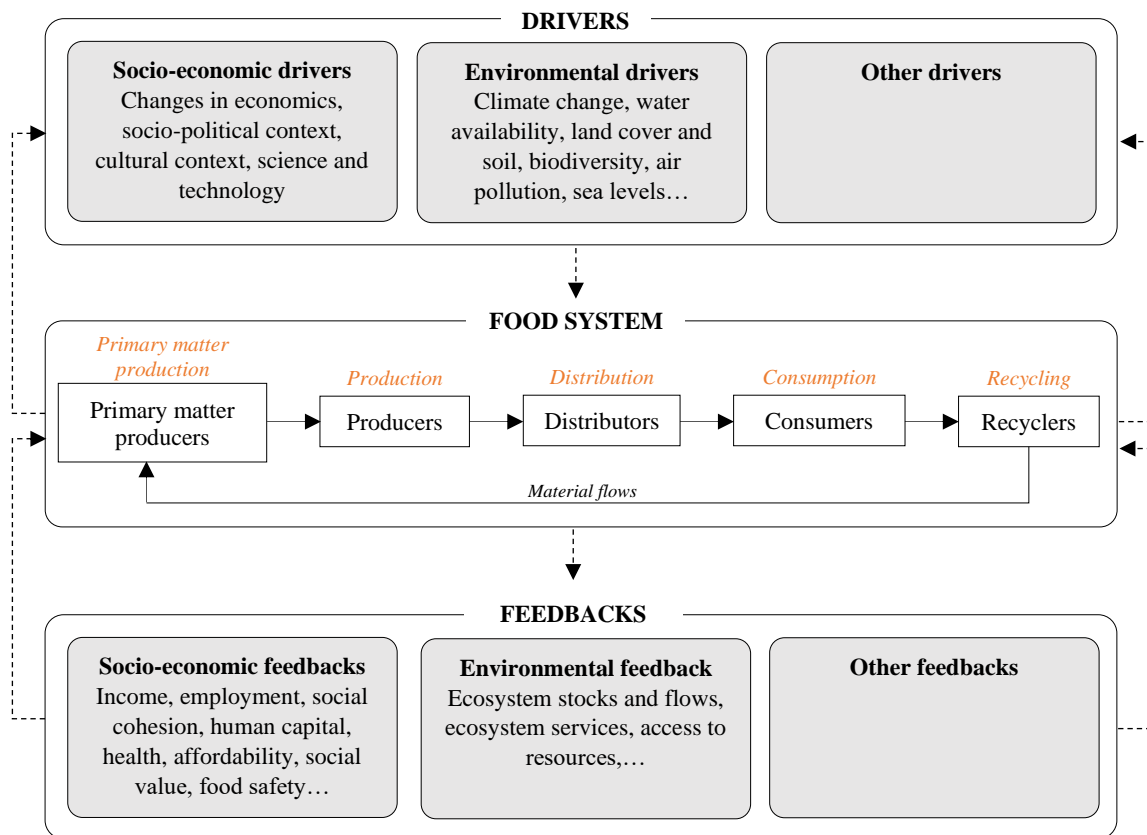 DRIVERS
Socio-economic drivers
Changes in economics,
socio-political context,
cultural context, science and
technology
Environmental drivers
Climate change, water
availability, land cover and
soil, biodiversity, air
pollution, sea levels…
Other drivers
FOOD SYSTEM
Primary matter
production
Production
Distribution
Consumption
Recycling
Primary matter
producers
Producers
Distributors
Consumers
Recyclers
Material flows
FEEDBACKS
Socio-economic feedbacks
Income, employment, social
cohesion, human capital,
health, affordability, social
value, food safety…
Environmental feedback
Ecosystem stocks and flows,
ecosystem services, access to
resources,…
Other feedbacks